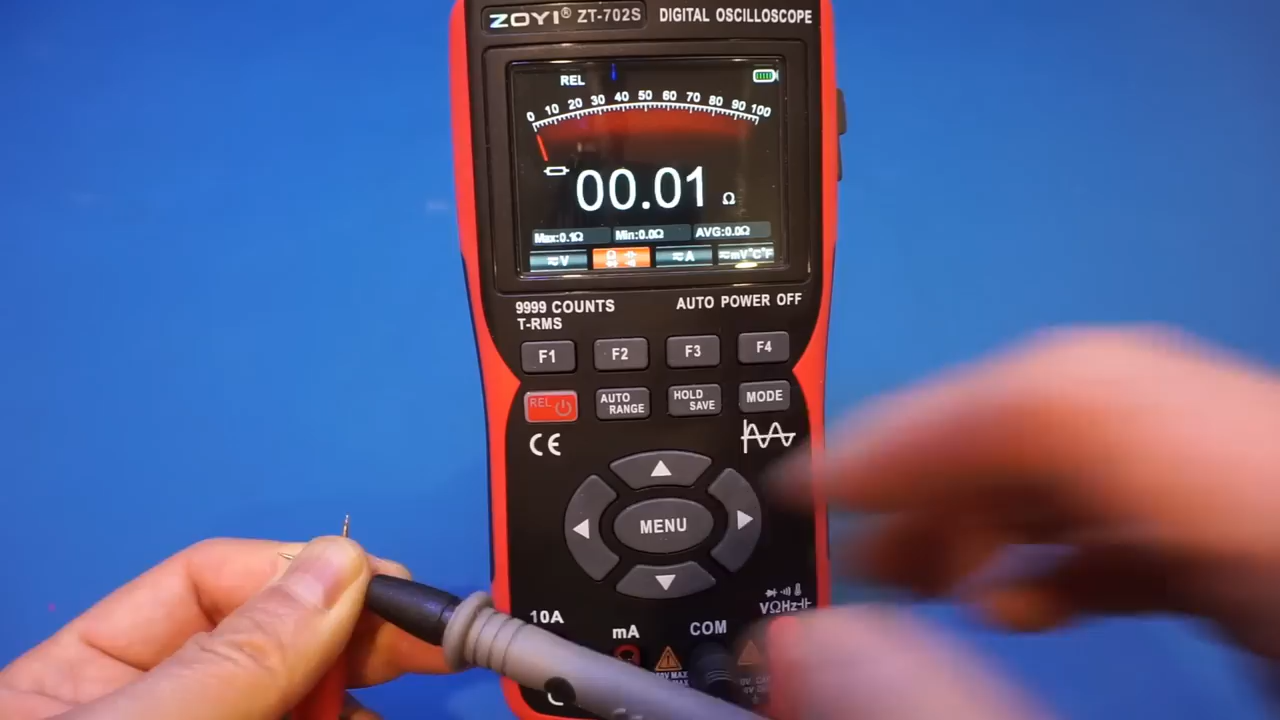 ZOYI® ZT-702S DIGITAL OSCILLOSCOPE
REL
0 10 20 30 40 50 60 70 80 90 100
00.01 Ω
Max:0.1Ω Min:0.0Ω AVG:0.0Ω
≂V Ω ≂A ≂mV°C°F
9999 COUNTS AUTO POWER OFF
T-RMS
F1 F2 F3 F4
REL AUTO RANGE HOLD SAVE MODE
CE
MENU
10A mA COM VΩHz